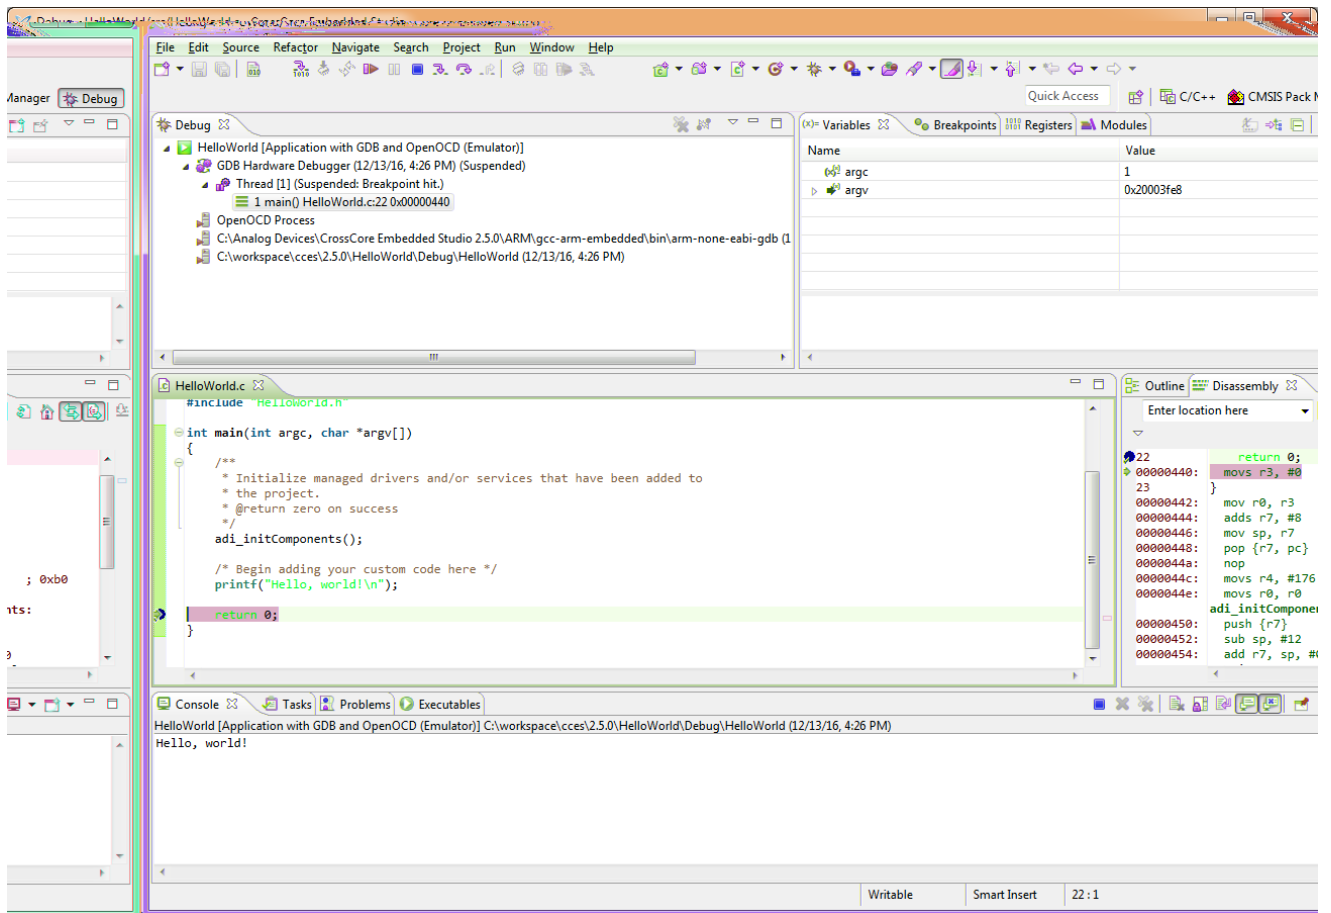 File Edit Source Refactor Navigate Search Project Run Window Help
Quick Access
C/C++
CMSIS Pack M
Manager
Debug
Debug
HelloWorld [Application with GDB and OpenOCD (Emulator)]
GDB Hardware Debugger (12/13/16, 4:26 PM) (Suspended)
Thread [1] (Suspended: Breakpoint hit.)
1 main() HelloWorld.c:22 0x00000440
OpenOCD Process
C:\Analog Devices\CrossCore Embedded Studio 2.5.0\ARM\gcc-arm-embedded\bin\arm-none-eabi-gdb (1
C:\workspace\cces\2.5.0\HelloWorld\Debug\HelloWorld (12/13/16, 4:26 PM)
(x)= Variables Breakpoints Registers Modules
Name Value
argc 1
argv 0x20003fe8
HelloWorld.c
#include "HelloWorld.h"
int main(int argc, char *argv[])
{
/**
* Initialize managed drivers and/or services that have been added to
* the project.
* @return zero on success
*/
adi_initComponents();
/* Begin adding your custom code here */
printf("Hello, world!\n");
return 0;
}
; 0xb0
nts:
Outline Disassembly
Enter location here
22 return 0;
00000440: movs r3, #0
23 }
00000442: mov r0, r3
00000444: adds r7, #8
00000446: mov sp, r7
00000448: pop {r7, pc}
0000044a: nop
0000044c: movs r4, #176
0000044e: movs r0, r0
adi_initComponen
00000450: push {r7}
00000452: sub sp, #12
00000454: add r7, sp, #0
Console Tasks Problems Executables
HelloWorld [Application with GDB and OpenOCD (Emulator)] C:\workspace\cces\2.5.0\HelloWorld\Debug\HelloWorld (12/13/16, 4:26 PM)
Hello, world!
Writable Smart Insert 22 : 1